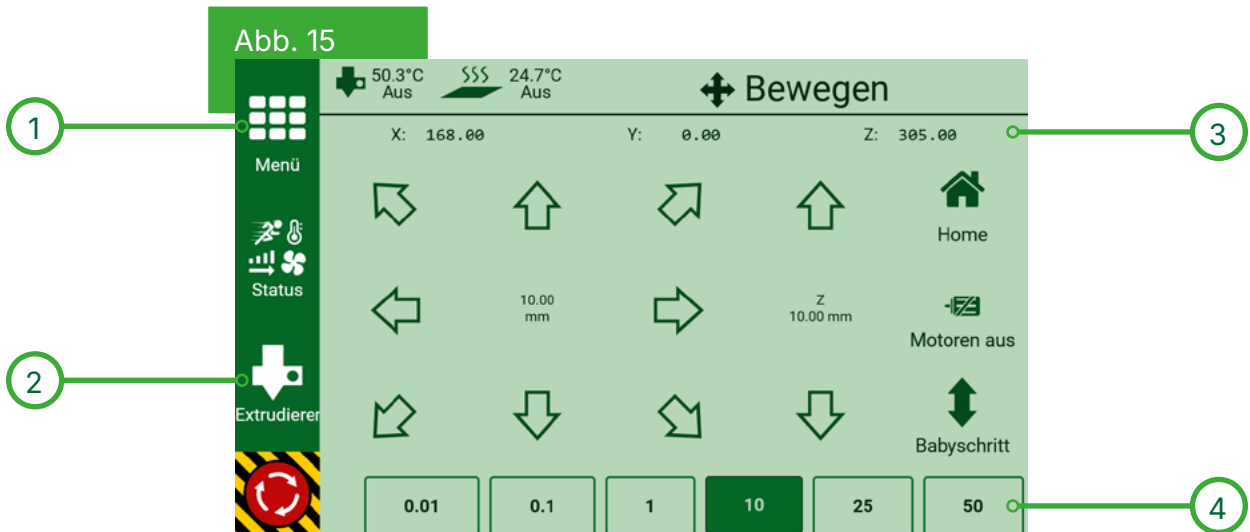 Abb. 15
50.3°C
Aus
24.7°C
Aus
Bewegen
1
Menü
X: 168.00 Y: 0.00 Z: 305.00
3
Home
Status
10.00
mm
Z
10.00 mm
Motoren aus
2
Extrudierer
Babyschritt
0.01 0.1 1 10 25 50
4